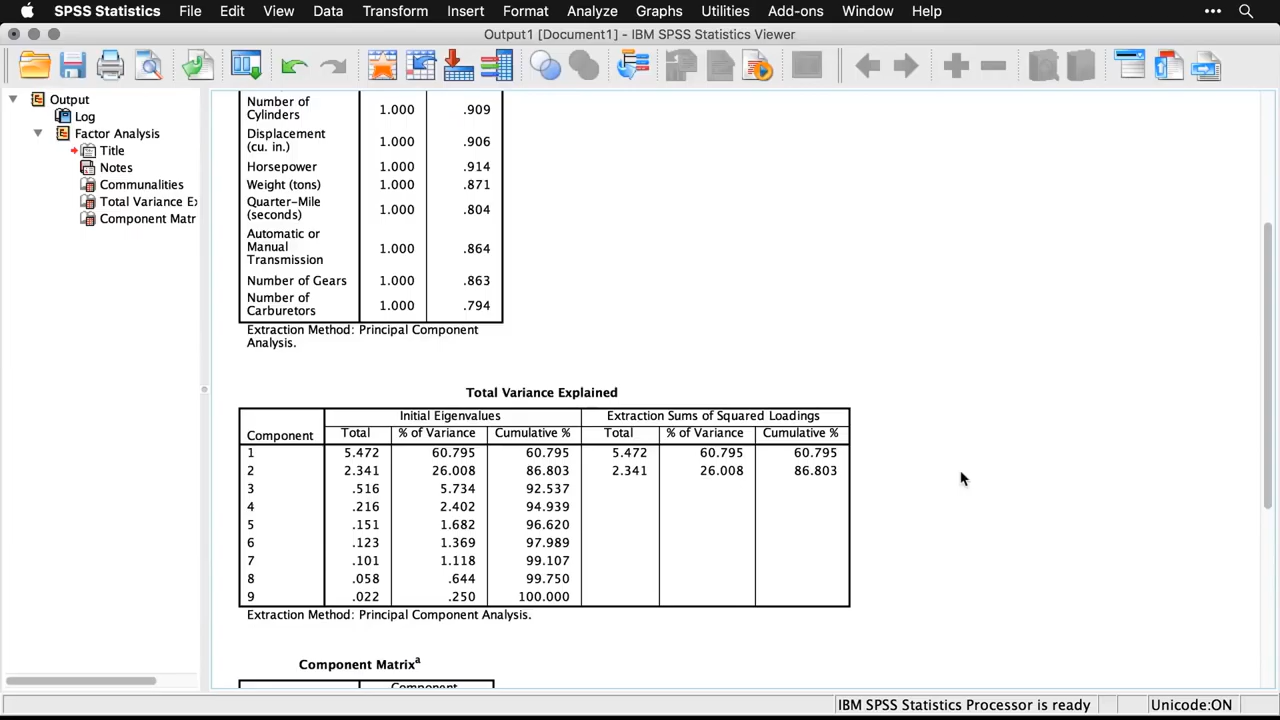 SPSS Statistics File Edit View Data Transform Insert Format Analyze Graphs Utilities Add-ons Window Help
Output1 [Document1] - IBM SPSS Statistics Viewer
Output
Log
Factor Analysis
Title
Notes
Communalities
Total Variance Ex
Component Matr
Number of
Cylinders 1.000 .909
Displacement
(cu. in.) 1.000 .906
Horsepower 1.000 .914
Weight (tons) 1.000 .871
Quarter-Mile
(seconds) 1.000 .804
Automatic or
Manual 1.000 .864
Transmission
Number of Gears 1.000 .863
Number of
Carburetors 1.000 .794
Extraction Method: Principal Component
Analysis.
Total Variance Explained
Initial Eigenvalues Extraction Sums of Squared Loadings
Component Total % of Variance Cumulative % Total % of Variance Cumulative %
1 5.472 60.795 60.795 5.472 60.795 60.795
2 2.341 26.008 86.803 2.341 26.008 86.803
3 .516 5.734 92.537
4 .216 2.402 94.939
5 .151 1.682 96.620
6 .123 1.369 97.989
7 .101 1.118 99.107
8 .058 .644 99.750
9 .022 .250 100.000
Extraction Method: Principal Component Analysis.
Component Matrixᵃ
Component
IBM SPSS Statistics Processor is ready Unicode:ON